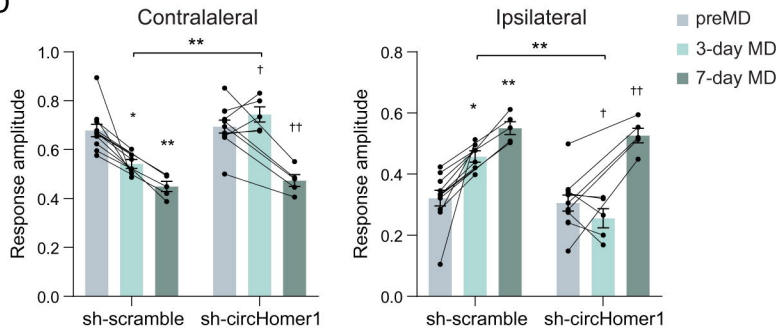 Contralaleral
Response amplitude
1.0
0.8
0.6
0.4
0.2
0.0
**
*
**
†
††
sh-scramble
sh-circHomer1
Ipsilateral
Response amplitude
0.8
0.6
0.4
0.2
0.0
**
*
**
†
††
sh-scramble
sh-circHomer1
preMD
3-day MD
7-day MD